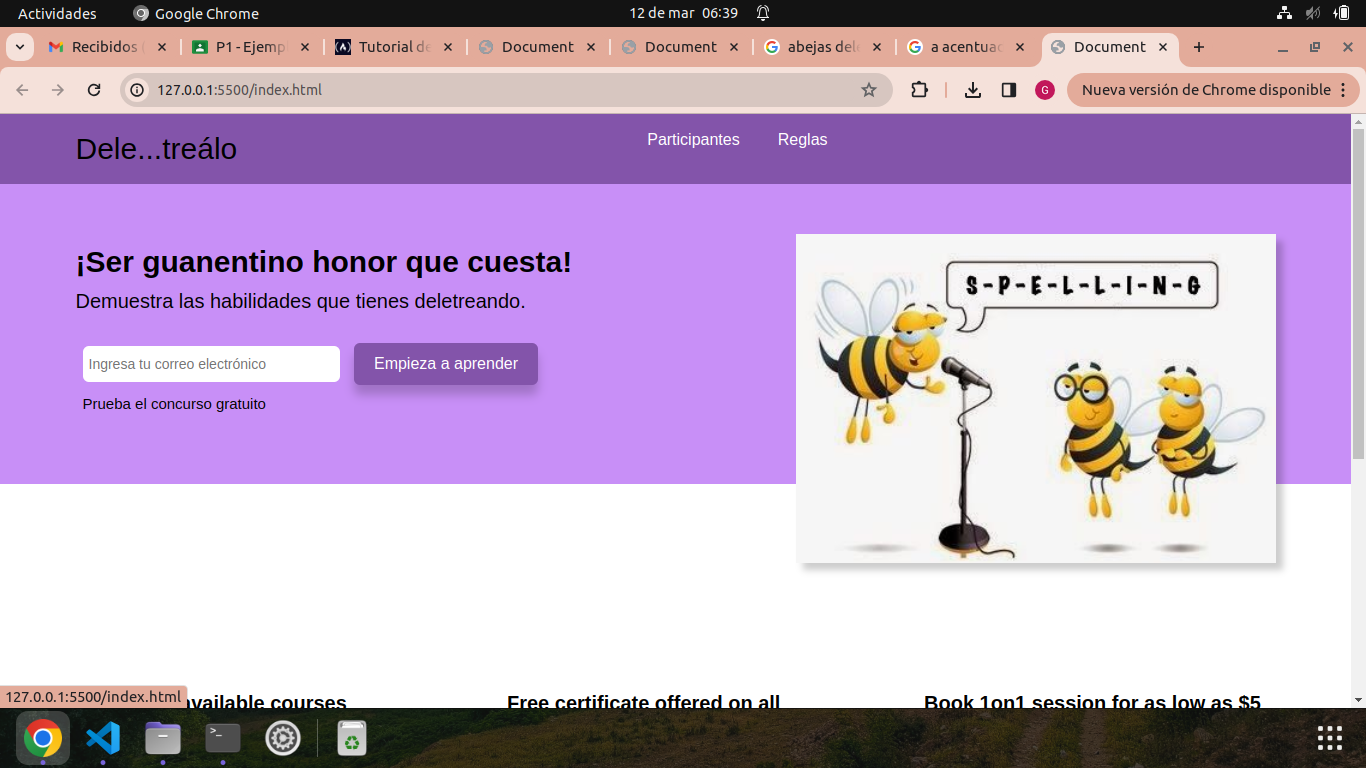 Actividades Google Chrome 12 de mar 06:39
Recibidos P1 - Ejemp Tutorial de Document Document abejas dele a acentuad Document
127.0.0.1:5500/index.html Nueva versión de Chrome disponible
Dele...treálo Participantes Reglas
¡Ser guanentino honor que cuesta!
Demuestra las habilidades que tienes deletreando.
Ingresa tu correo electrónico Empieza a aprender
Prueba el concurso gratuito
S-P-E-L-L-I-N-G
vailable courses Free certificate offered on all Book 1on1 session for as low as $5
127.0.0.1:5500/index.html